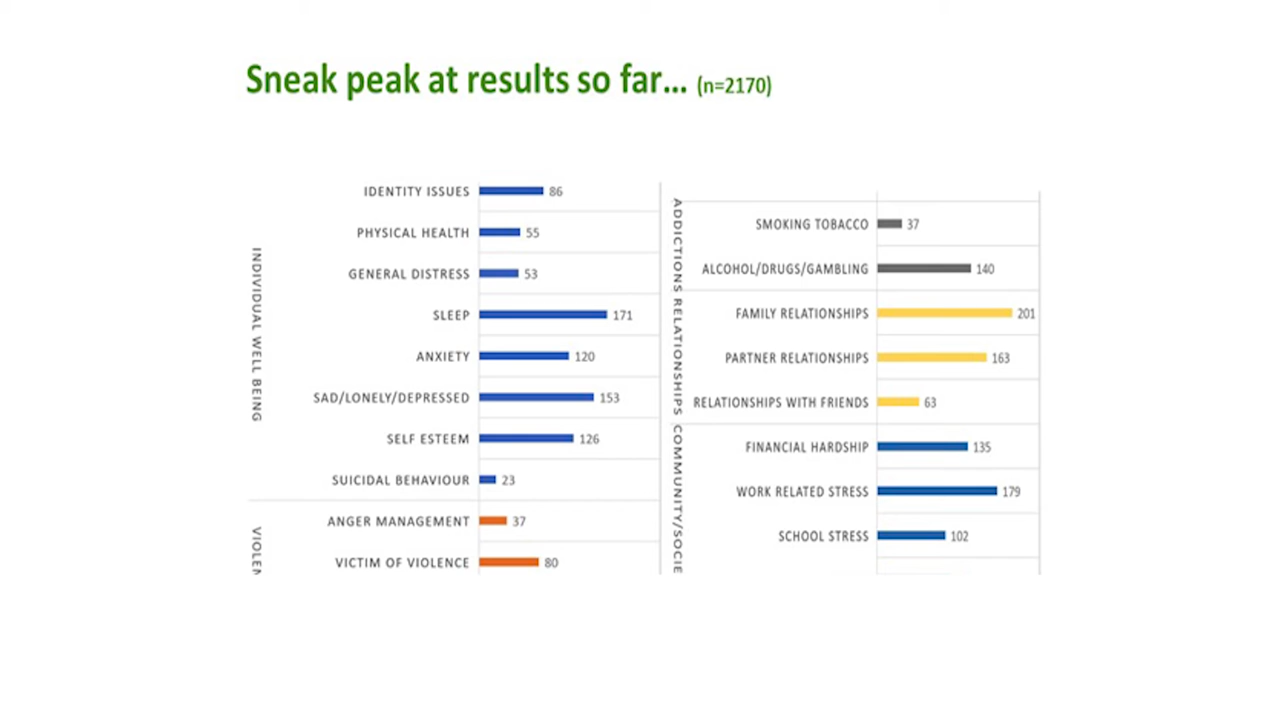 Sneak peak at results so far... (n=2170)
INDIVIDUAL WELL BEING
IDENTITY ISSUES 86
PHYSICAL HEALTH 55
GENERAL DISTRESS 53
SLEEP 171
ANXIETY 120
SAD/LONELY/DEPRESSED 153
SELF ESTEEM 126
SUICIDAL BEHAVIOUR 23
VIOLEN
ANGER MANAGEMENT 37
VICTIM OF VIOLENCE 80
ADDICTIONS
SMOKING TOBACCO 37
ALCOHOL/DRUGS/GAMBLING 140
RELATIONSHIPS
FAMILY RELATIONSHIPS 201
PARTNER RELATIONSHIPS 163
RELATIONSHIPS WITH FRIENDS 63
COMMUNITY/SOCIE
FINANCIAL HARDSHIP 135
WORK RELATED STRESS 179
SCHOOL STRESS 102